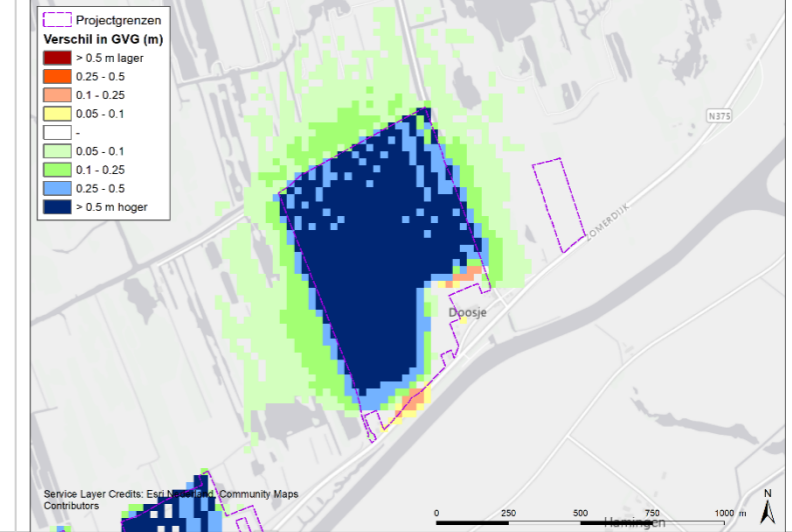 Projectgrenzen
Verschil in GVG (m)
> 0.5 m lager
0.25 - 0.5
0.1 - 0.25
0.05 - 0.1
-
0.05 - 0.1
0.1 - 0.25
0.25 - 0.5
> 0.5 m hoger
N375
ZOMERDIJK
Doosje
Service Layer Credits: Esri Nederland, Community Maps
Contributors
N
0 250 500 750 1000 m
Hamingen